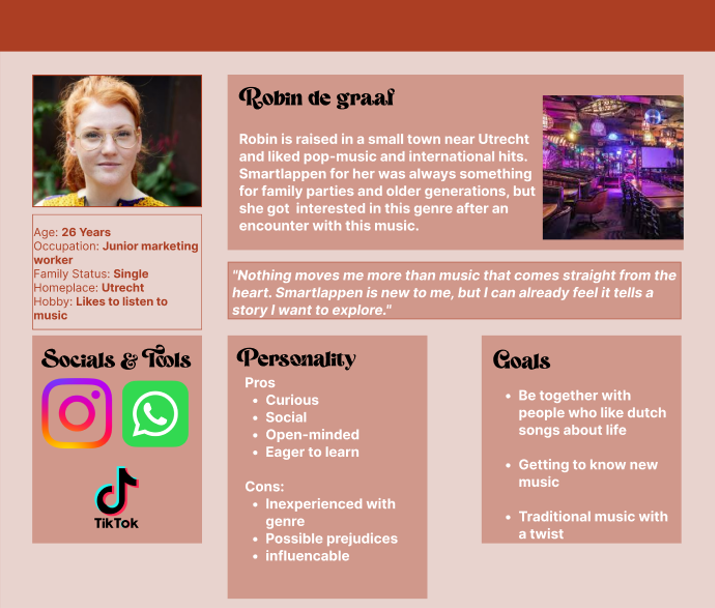 Robin de graaf
Robin is raised in a small town near Utrecht
and liked pop-music and international hits.
Smartlappen for her was always something
for family parties and older generations, but
she got interested in this genre after an
encounter with this music.
Age: 26 Years
Occupation: Junior marketing
worker
Family Status: Single
Homeplace: Utrecht
Hobby: Likes to listen to
music
"Nothing moves me more than music that comes straight from the
heart. Smartlappen is new to me, but I can already feel it tells a
story I want to explore."
Socials & Tools
TikTok
Personality
Pros
• Curious
• Social
• Open-minded
• Eager to learn
Cons:
• Inexperienced with
genre
• Possible prejudices
• influencable
Goals
• Be together with
people who like dutch
songs about life
• Getting to know new
music
• Traditional music with
a twist